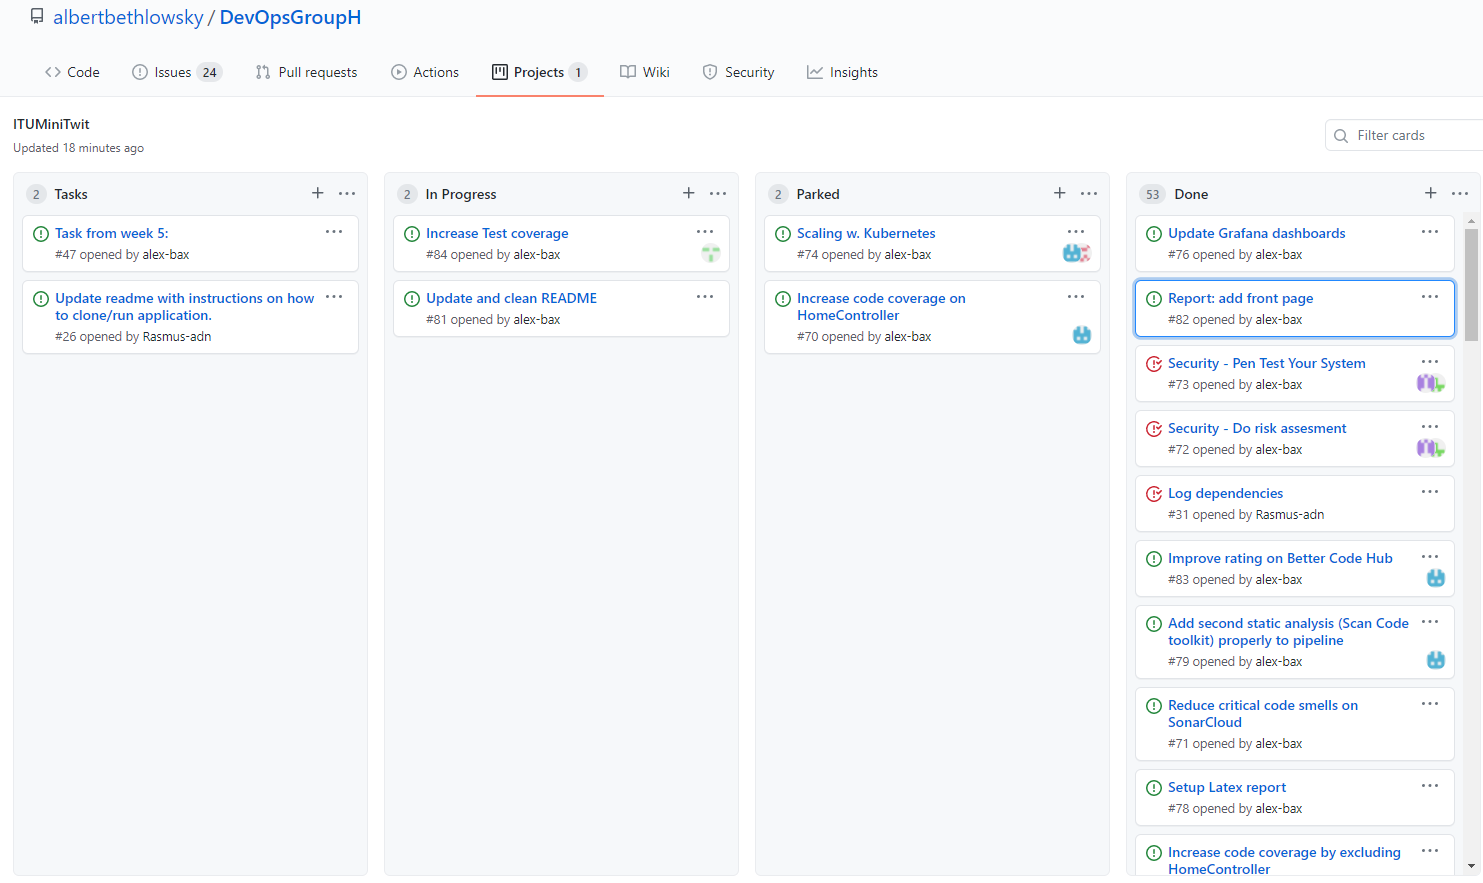 albertbethlowsky / DevOpsGroupH
Code
Issues 24
Pull requests
Actions
Projects 1
Wiki
Security
Insights
ITUMiniTwit
Updated 18 minutes ago
Filter cards
2 Tasks
Task from week 5:
#47 opened by alex-bax
Update readme with instructions on how
to clone/run application.
#26 opened by Rasmus-adn
2 In Progress
Increase Test coverage
#84 opened by alex-bax
Update and clean README
#81 opened by alex-bax
2 Parked
Scaling w. Kubernetes
#74 opened by alex-bax
Increase code coverage on
HomeController
#70 opened by alex-bax
53 Done
Update Grafana dashboards
#76 opened by alex-bax
Report: add front page
#82 opened by alex-bax
Security - Pen Test Your System
#73 opened by alex-bax
Security - Do risk assesment
#72 opened by alex-bax
Log dependencies
#31 opened by Rasmus-adn
Improve rating on Better Code Hub
#83 opened by alex-bax
Add second static analysis (Scan Code
toolkit) properly to pipeline
#79 opened by alex-bax
Reduce critical code smells on
SonarCloud
#71 opened by alex-bax
Setup Latex report
#78 opened by alex-bax
Increase code coverage by excluding
HomeController